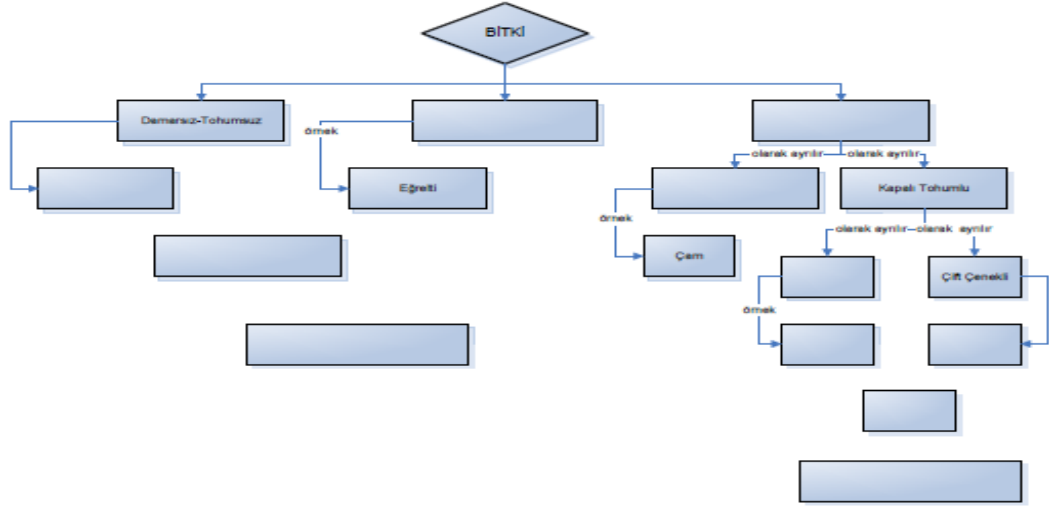 BİTKİ
Damarsız-Tohumsuz
örnek
Eğrelti
olarak ayrılır
olarak ayrılır
Kapalı Tohumlu
örnek
Çam
olarak ayrılır
olarak ayrılır
Çift Çenekli
örnek